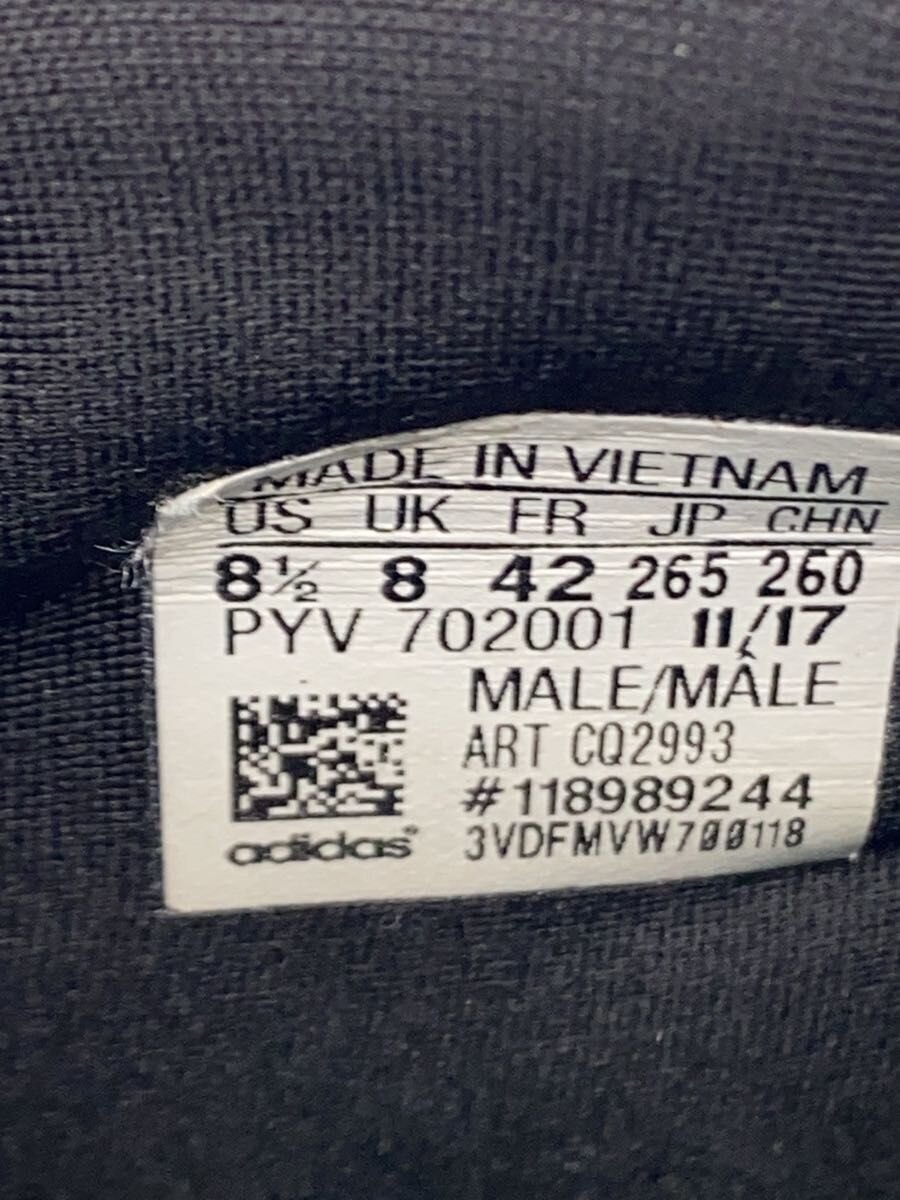 MADE IN VIETNAM
US UK FR JP CHN
8½ 8 42 265 260
PYV 702001 11/17
MALE/MÂLE
ART CQ2993
#118989244
adidas® 3VDFMVW700118